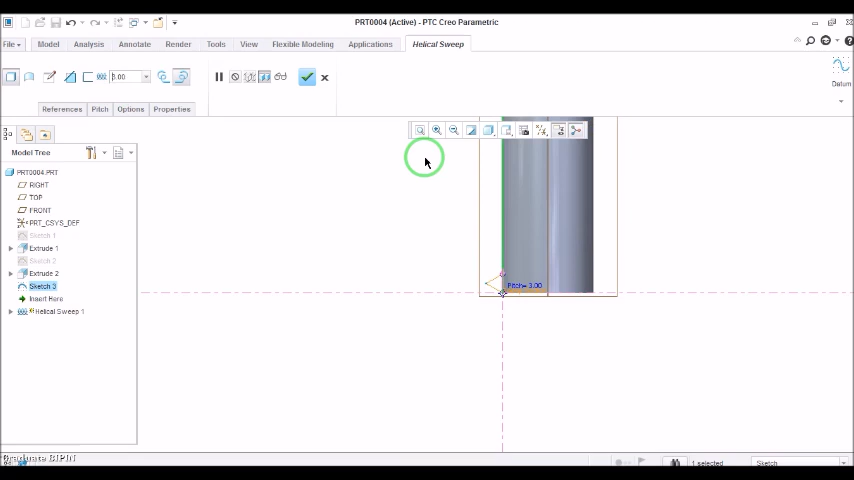 PRT0004 (Active) - PTC Creo Parametric
File Model Analysis Annotate Render Tools View Flexible Modeling Applications Helical Sweep
Datum
References Pitch Options Properties
Model Tree
PRT0004.PRT
RIGHT
TOP
FRONT
PRT_CSYS_DEF
Sketch 1
Extrude 1
Sketch 2
Extrude 2
Sketch 3
Insert Here
Helical Sweep 1
Pitch= 3.00
Graduate BIPIN
1 selected
Sketch